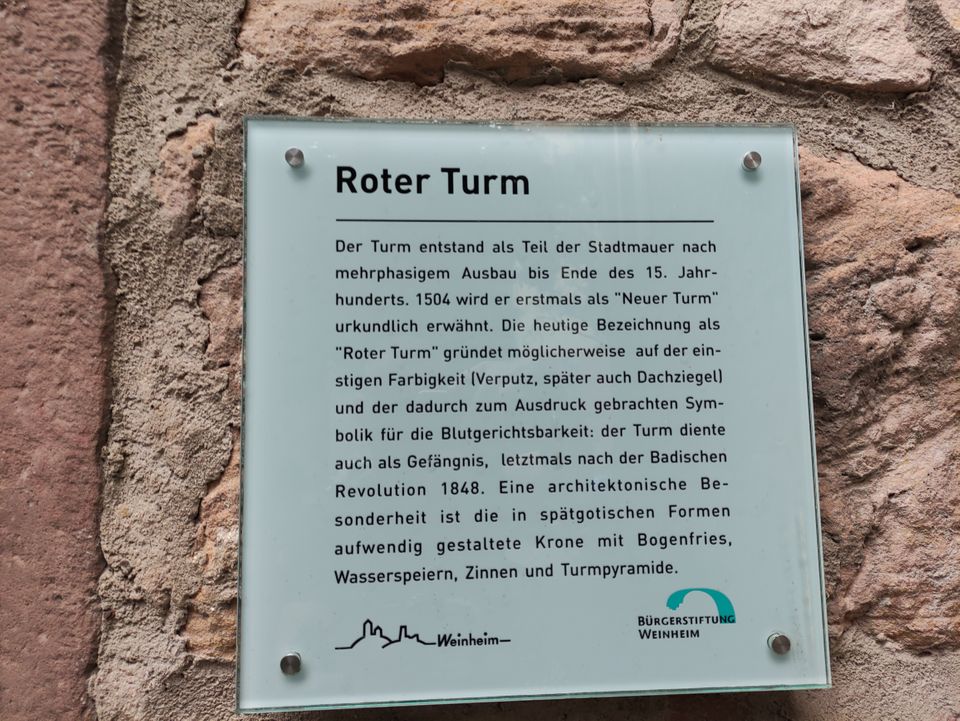 Roter Turm
Der Turm entstand als Teil der Stadtmauer nach
mehrphasigem Ausbau bis Ende des 15. Jahr-
hunderts. 1504 wird er erstmals als "Neuer Turm"
urkundlich erwähnt. Die heutige Bezeichnung als
"Roter Turm" gründet möglicherweise auf der ein-
stigen Farbigkeit (Verputz, später auch Dachziegel)
und der dadurch zum Ausdruck gebrachten Sym-
bolik für die Blutgerichtsbarkeit: der Turm diente
auch als Gefängnis, letztmals nach der Badischen
Revolution 1848. Eine architektonische Be-
sonderheit ist die in spätgotischen Formen
aufwendig gestaltete Krone mit Bogenfries,
Wasserspeiern, Zinnen und Turmpyramide.
Weinheim
BÜRGERSTIFTUNG
WEINHEIM